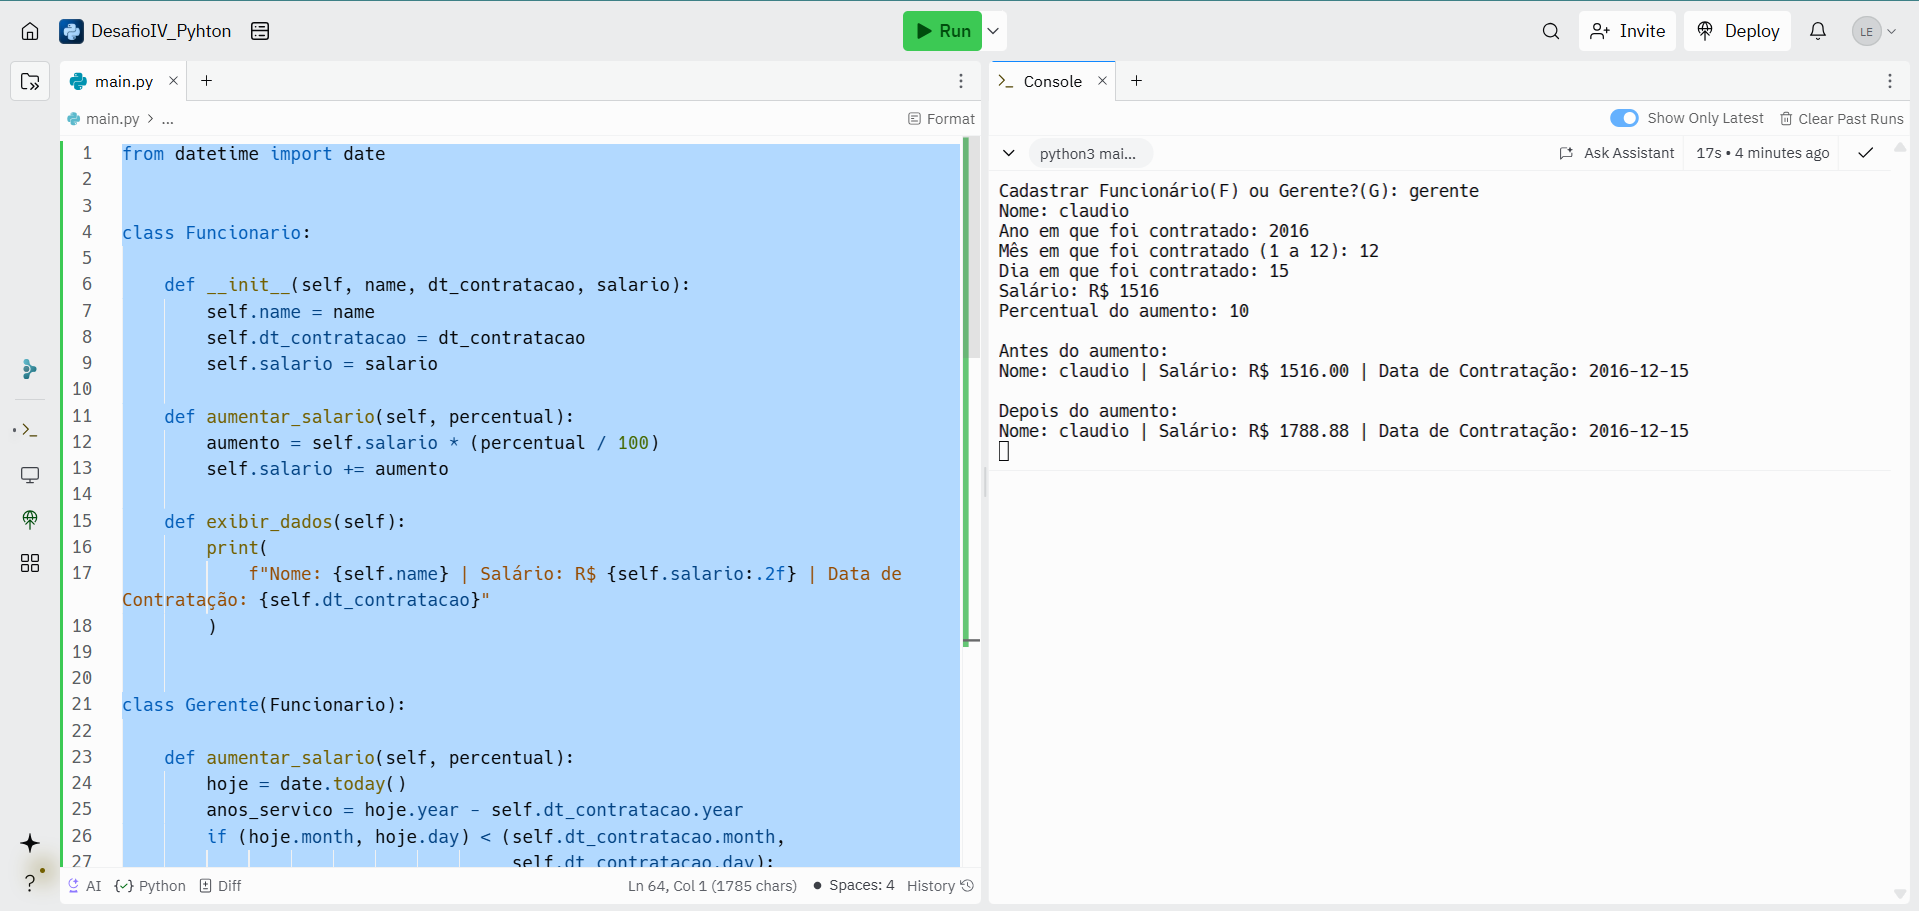 DesafioIV_Pyhton
Run
Invite
Deploy
LE
main.py
Console
main.py > ...
Format
Show Only Latest
Clear Past Runs
1 from datetime import date
2
3
4 class Funcionario:
5
6     def __init__(self, name, dt_contratacao, salario):
7         self.name = name
8         self.dt_contratacao = dt_contratacao
9         self.salario = salario
10
11     def aumentar_salario(self, percentual):
12         aumento = self.salario * (percentual / 100)
13         self.salario += aumento
14
15     def exibir_dados(self):
16         print(
17             f"Nome: {self.name} | Salário: R$ {self.salario:.2f} | Data de
Contratação: {self.dt_contratacao}"
18         )
19
20
21 class Gerente(Funcionario):
22
23     def aumentar_salario(self, percentual):
24         hoje = date.today()
25         anos_servico = hoje.year - self.dt_contratacao.year
26         if (hoje.month, hoje.day) < (self.dt_contratacao.month,
27                                      self.dt_contratacao.day):
AI
Python
Diff
Ln 64, Col 1 (1785 chars)
Spaces: 4
History
python3 mai...
Ask Assistant
17s • 4 minutes ago
Cadastrar Funcionário(F) ou Gerente?(G): gerente
Nome: claudio
Ano em que foi contratado: 2016
Mês em que foi contratado (1 a 12): 12
Dia em que foi contratado: 15
Salário: R$ 1516
Percentual do aumento: 10
Antes do aumento:
Nome: claudio | Salário: R$ 1516.00 | Data de Contratação: 2016-12-15
Depois do aumento:
Nome: claudio | Salário: R$ 1788.88 | Data de Contratação: 2016-12-15